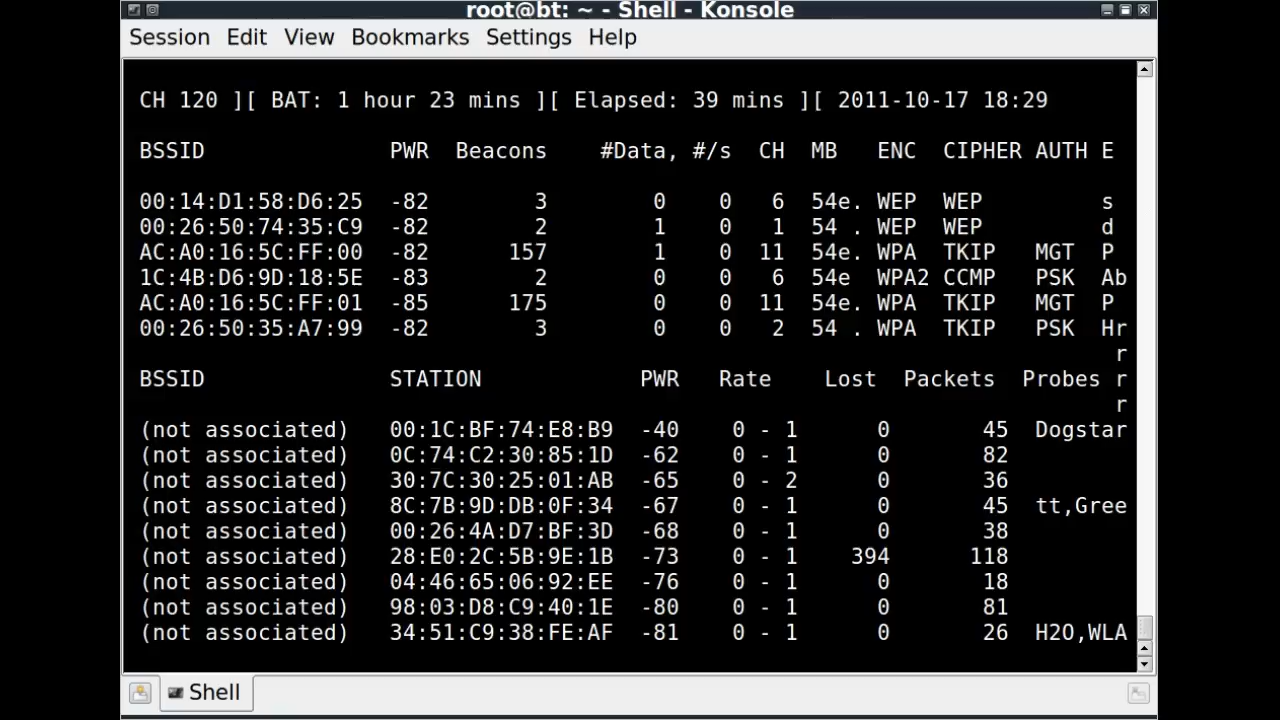 root@bt: ~ - Shell - Konsole
Session Edit View Bookmarks Settings Help
CH 120 ][ BAT: 1 hour 23 mins ][ Elapsed: 39 mins ][ 2011-10-17 18:29
BSSID PWR Beacons #Data, #/s CH MB ENC CIPHER AUTH E
00:14:D1:58:D6:25 -82 3 0 0 6 54e. WEP WEP s
00:26:50:74:35:C9 -82 2 1 0 1 54 . WEP WEP d
AC:A0:16:5C:FF:00 -82 157 1 0 11 54e. WPA TKIP MGT P
1C:4B:D6:9D:18:5E -83 2 0 0 6 54e WPA2 CCMP PSK Ab
AC:A0:16:5C:FF:01 -85 175 0 0 11 54e. WPA TKIP MGT P
00:26:50:35:A7:99 -82 3 0 0 2 54 . WPA TKIP PSK Hr
r
BSSID STATION PWR Rate Lost Packets Probes r
r
(not associated) 00:1C:BF:74:E8:B9 -40 0 - 1 0 45 Dogstar
(not associated) 0C:74:C2:30:85:1D -62 0 - 1 0 82
(not associated) 30:7C:30:25:01:AB -65 0 - 2 0 36
(not associated) 8C:7B:9D:DB:0F:34 -67 0 - 1 0 45 tt,Gree
(not associated) 00:26:4A:D7:BF:3D -68 0 - 1 0 38
(not associated) 28:E0:2C:5B:9E:1B -73 0 - 1 394 118
(not associated) 04:46:65:06:92:EE -76 0 - 1 0 18
(not associated) 98:03:D8:C9:40:1E -80 0 - 1 0 81
(not associated) 34:51:C9:38:FE:AF -81 0 - 1 0 26 H2O,WLA
Shell